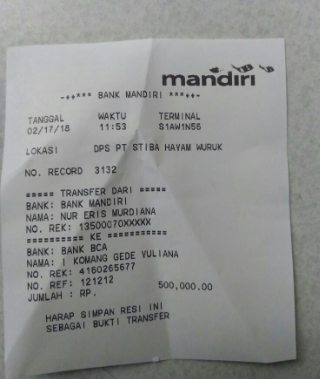 mandiri
-++*** BANK MANDIRI ***++-
TANGGAL WAKTU TERMINAL
02/17/18 11:53 S1AW1N56
LOKASI DPS PT STIBA HAYAM WURUK
NO. RECORD 3132
===== TRANSFER DARI =====
BANK: BANK MANDIRI
NAMA: NUR ERIS MURDIANA
NO. REK: 13500070XXXXX
========== KE ==========
BANK: BANK BCA
NAMA: I KOMANG GEDE YULIANA
NO. REK: 4160265677
NO. REF: 121212
JUMLAH : RP. 500,000.00
HARAP SIMPAN RESI INI
SEBAGAI BUKTI TRANSFER